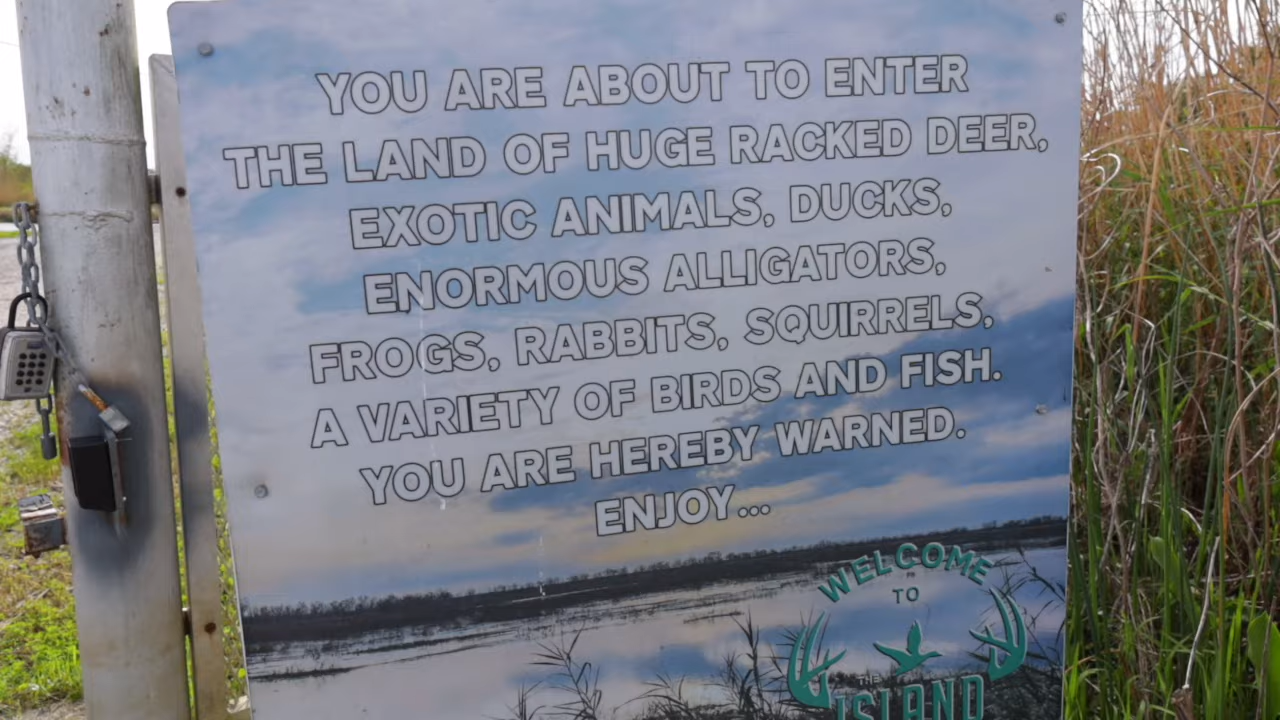 YOU ARE ABOUT TO ENTER
THE LAND OF HUGE RACKED DEER,
EXOTIC ANIMALS, DUCKS,
ENORMOUS ALLIGATORS,
FROGS, RABBITS, SQUIRRELS,
A VARIETY OF BIRDS AND FISH.
YOU ARE HEREBY WARNED.
ENJOY...
WELCOME
TO
THE
ISLAND